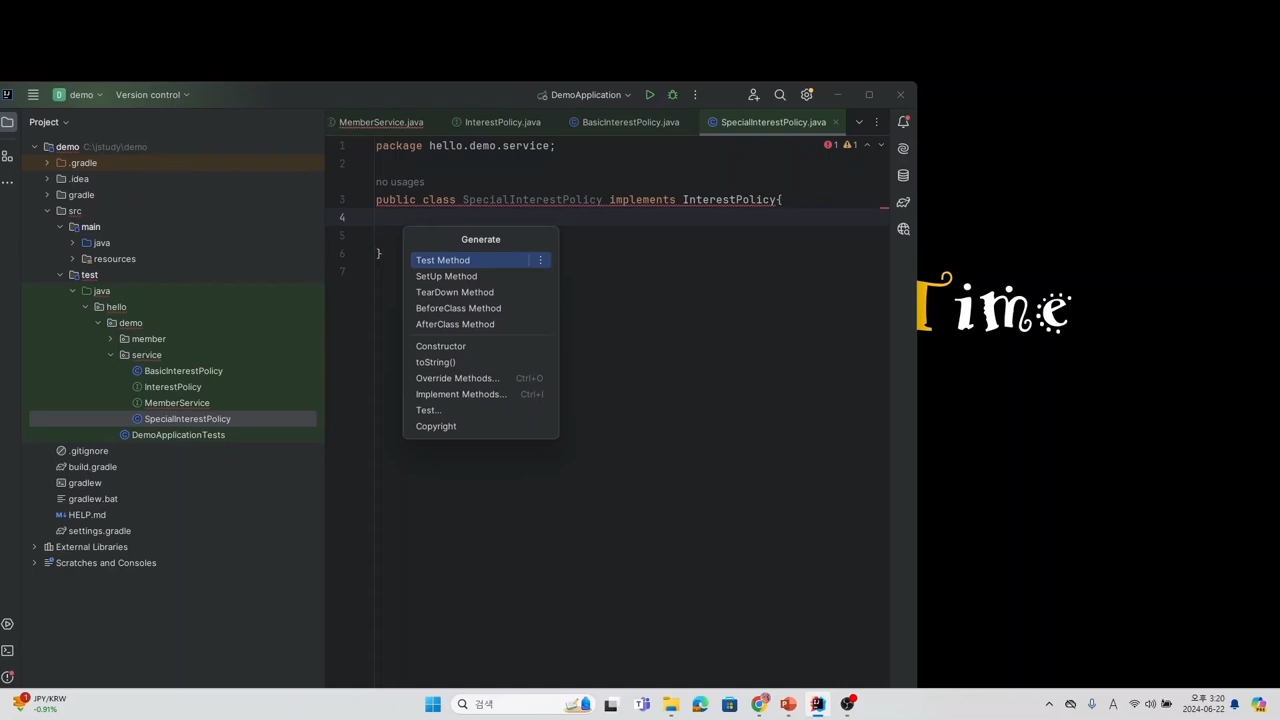 demo
Version control
DemoApplication
Project
MemberService.java
InterestPolicy.java
BasicInterestPolicy.java
SpecialInterestPolicy.java
demo C:\jstudy\demo
.gradle
.idea
gradle
src
main
java
resources
test
java
hello
demo
member
service
BasicInterestPolicy
InterestPolicy
MemberService
SpecialInterestPolicy
DemoApplicationTests
.gitignore
build.gradle
gradlew
gradlew.bat
HELP.md
settings.gradle
External Libraries
Scratches and Consoles
1 package hello.demo.service;
1 1
2
no usages
3 public class SpecialInterestPolicy implements InterestPolicy{
4
5
6 }
7
Generate
Test Method
SetUp Method
TearDown Method
BeforeClass Method
AfterClass Method
Constructor
toString()
Override Methods... Ctrl+O
Implement Methods... Ctrl+I
Test...
Copyright
Time
1
JPY/KRW
-0.91%
검색
A
오후 3:20
2024-06-22